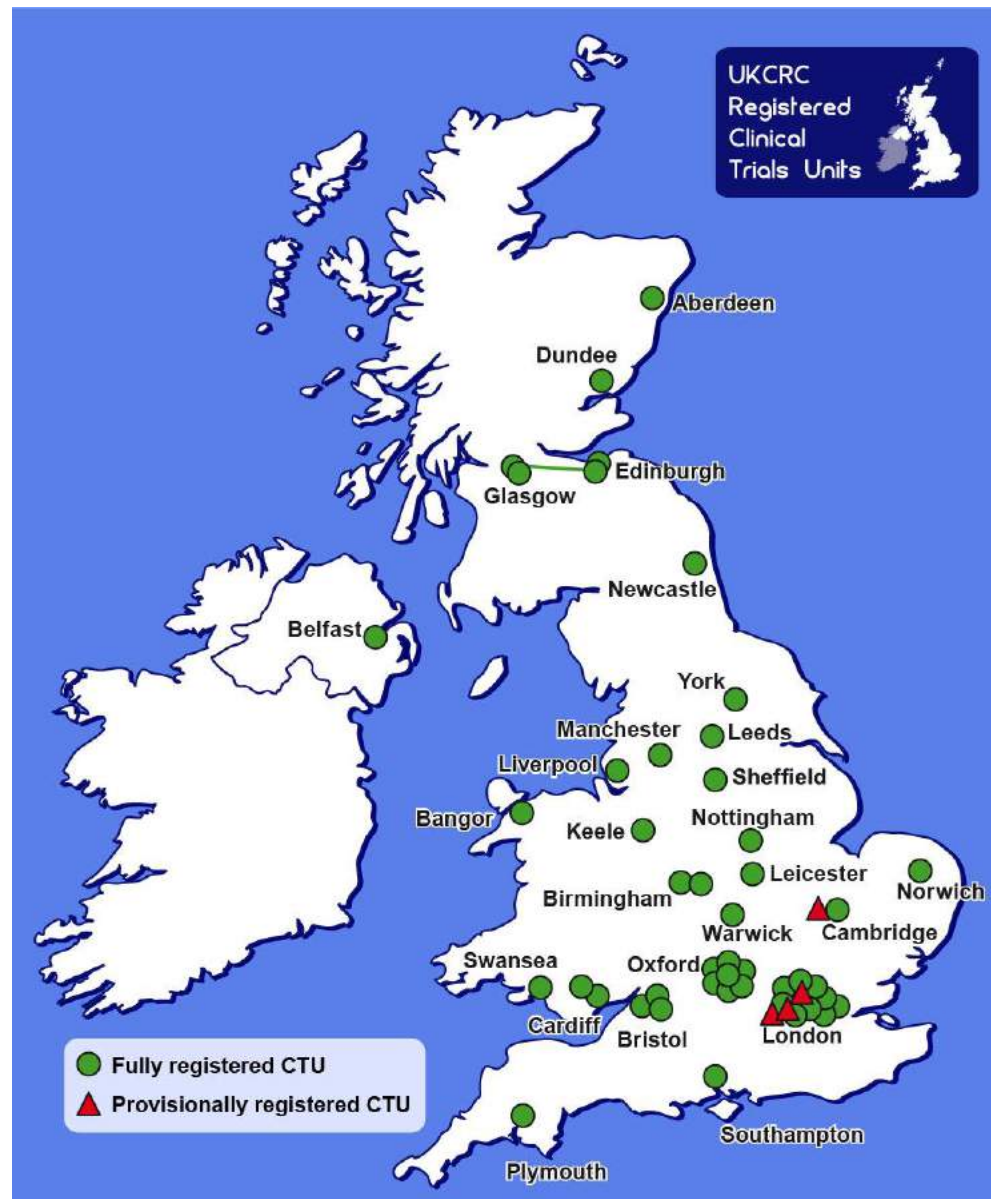 UKCRC
Registered
Clinical
Trials Units
Aberdeen
Dundee
Edinburgh
Glasgow
Newcastle
Belfast
York
Manchester
Leeds
Liverpool
Sheffield
Bangor
Nottingham
Keele
Leicester
Norwich
Birmingham
Warwick
Cambridge
Swansea
Oxford
Cardiff
Bristol
London
Fully registered CTU
Provisionally registered CTU
Southampton
Plymouth